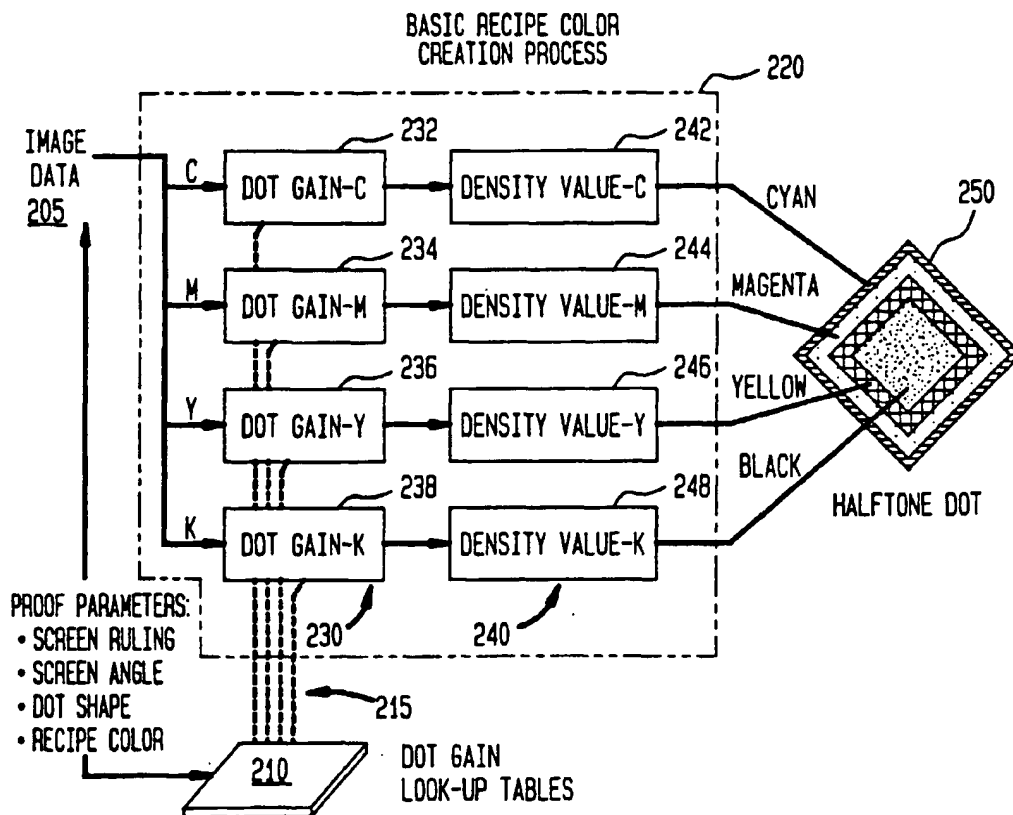 BASIC RECIPE COLOR
CREATION PROCESS
220
IMAGE
DATA
205
C
232
DOT GAIN-C
242
DENSITY VALUE-C
CYAN
250
M
234
DOT GAIN-M
244
DENSITY VALUE-M
MAGENTA
Y
236
DOT GAIN-Y
246
DENSITY VALUE-Y
YELLOW
K
238
DOT GAIN-K
248
DENSITY VALUE-K
BLACK
HALFTONE DOT
PROOF PARAMETERS:
• SCREEN RULING
• SCREEN ANGLE
• DOT SHAPE
• RECIPE COLOR
230
240
215
210
DOT GAIN
LOOK-UP TABLES